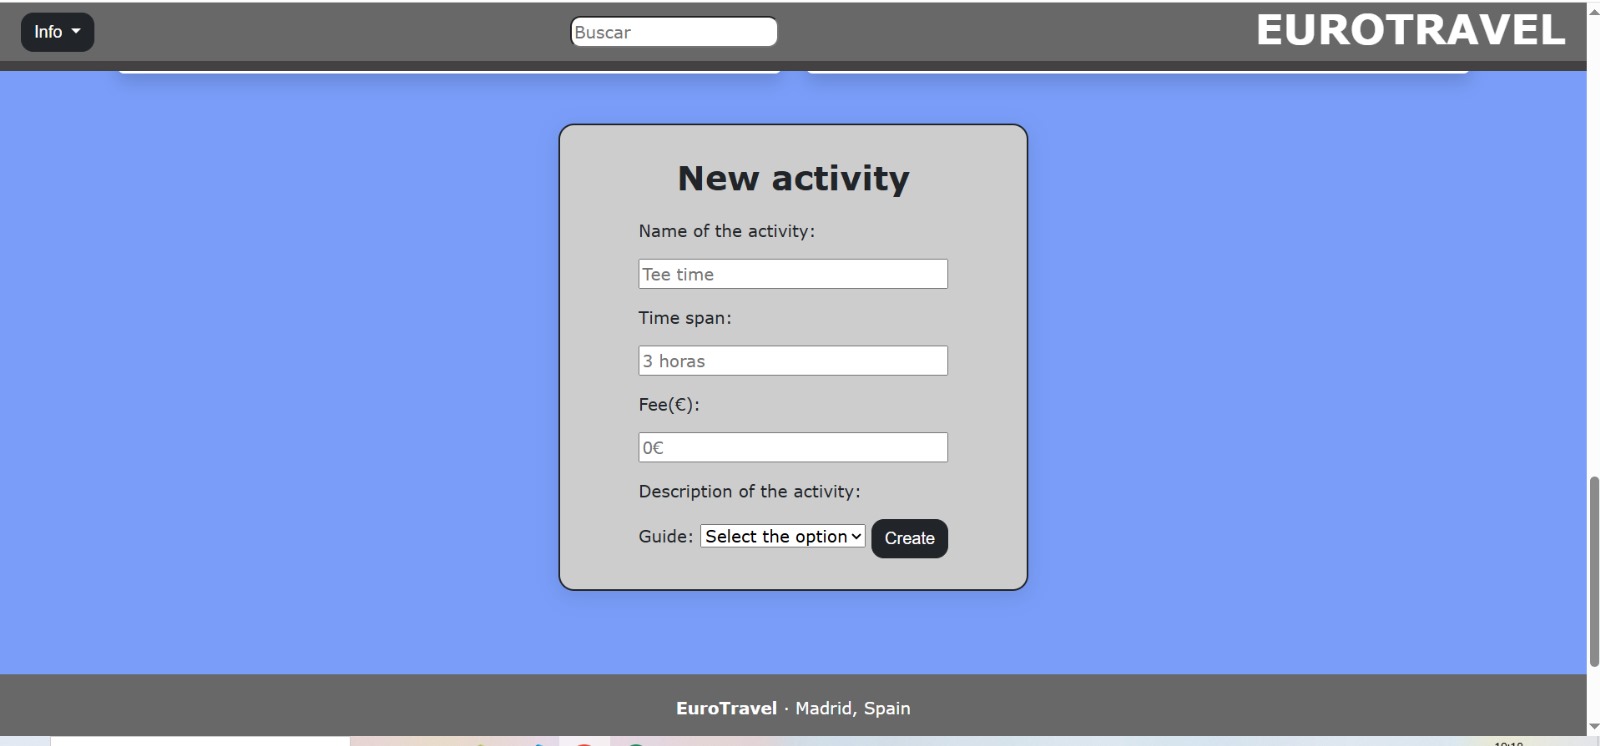 Info
Buscar
EUROTRAVEL
New activity
Name of the activity:
Tee time
Time span:
3 horas
Fee(€):
0€
Description of the activity:
Guide: Select the option Create
EuroTravel · Madrid, Spain